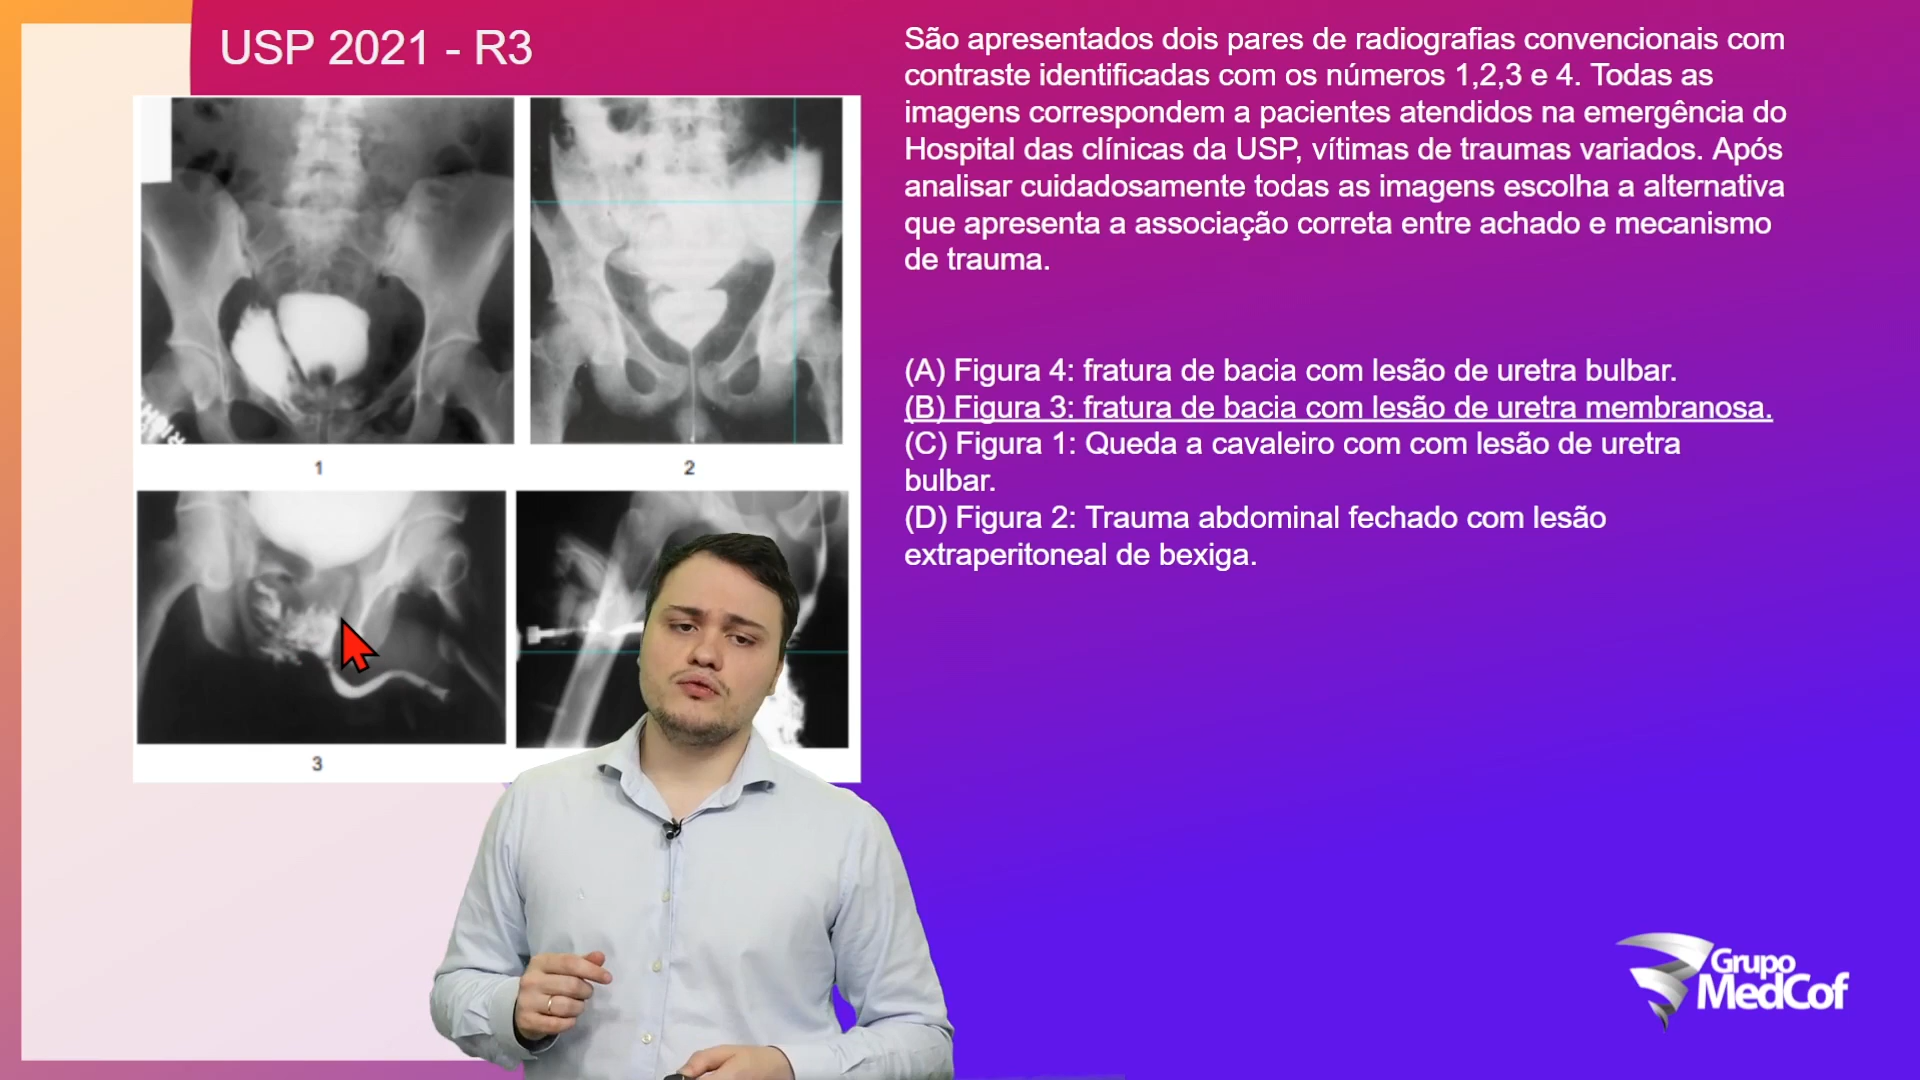 USP 2021 - R3
São apresentados dois pares de radiografias convencionais com
contraste identificadas com os números 1,2,3 e 4. Todas as
imagens correspondem a pacientes atendidos na emergência do
Hospital das clínicas da USP, vítimas de traumas variados. Após
analisar cuidadosamente todas as imagens escolha a alternativa
que apresenta a associação correta entre achado e mecanismo
de trauma.
(A) Figura 4: fratura de bacia com lesão de uretra bulbar.
(B) Figura 3: fratura de bacia com lesão de uretra membranosa.
(C) Figura 1: Queda a cavaleiro com com lesão de uretra
bulbar.
(D) Figura 2: Trauma abdominal fechado com lesão
extraperitoneal de bexiga.
1
2
3
Grupo
MedCof